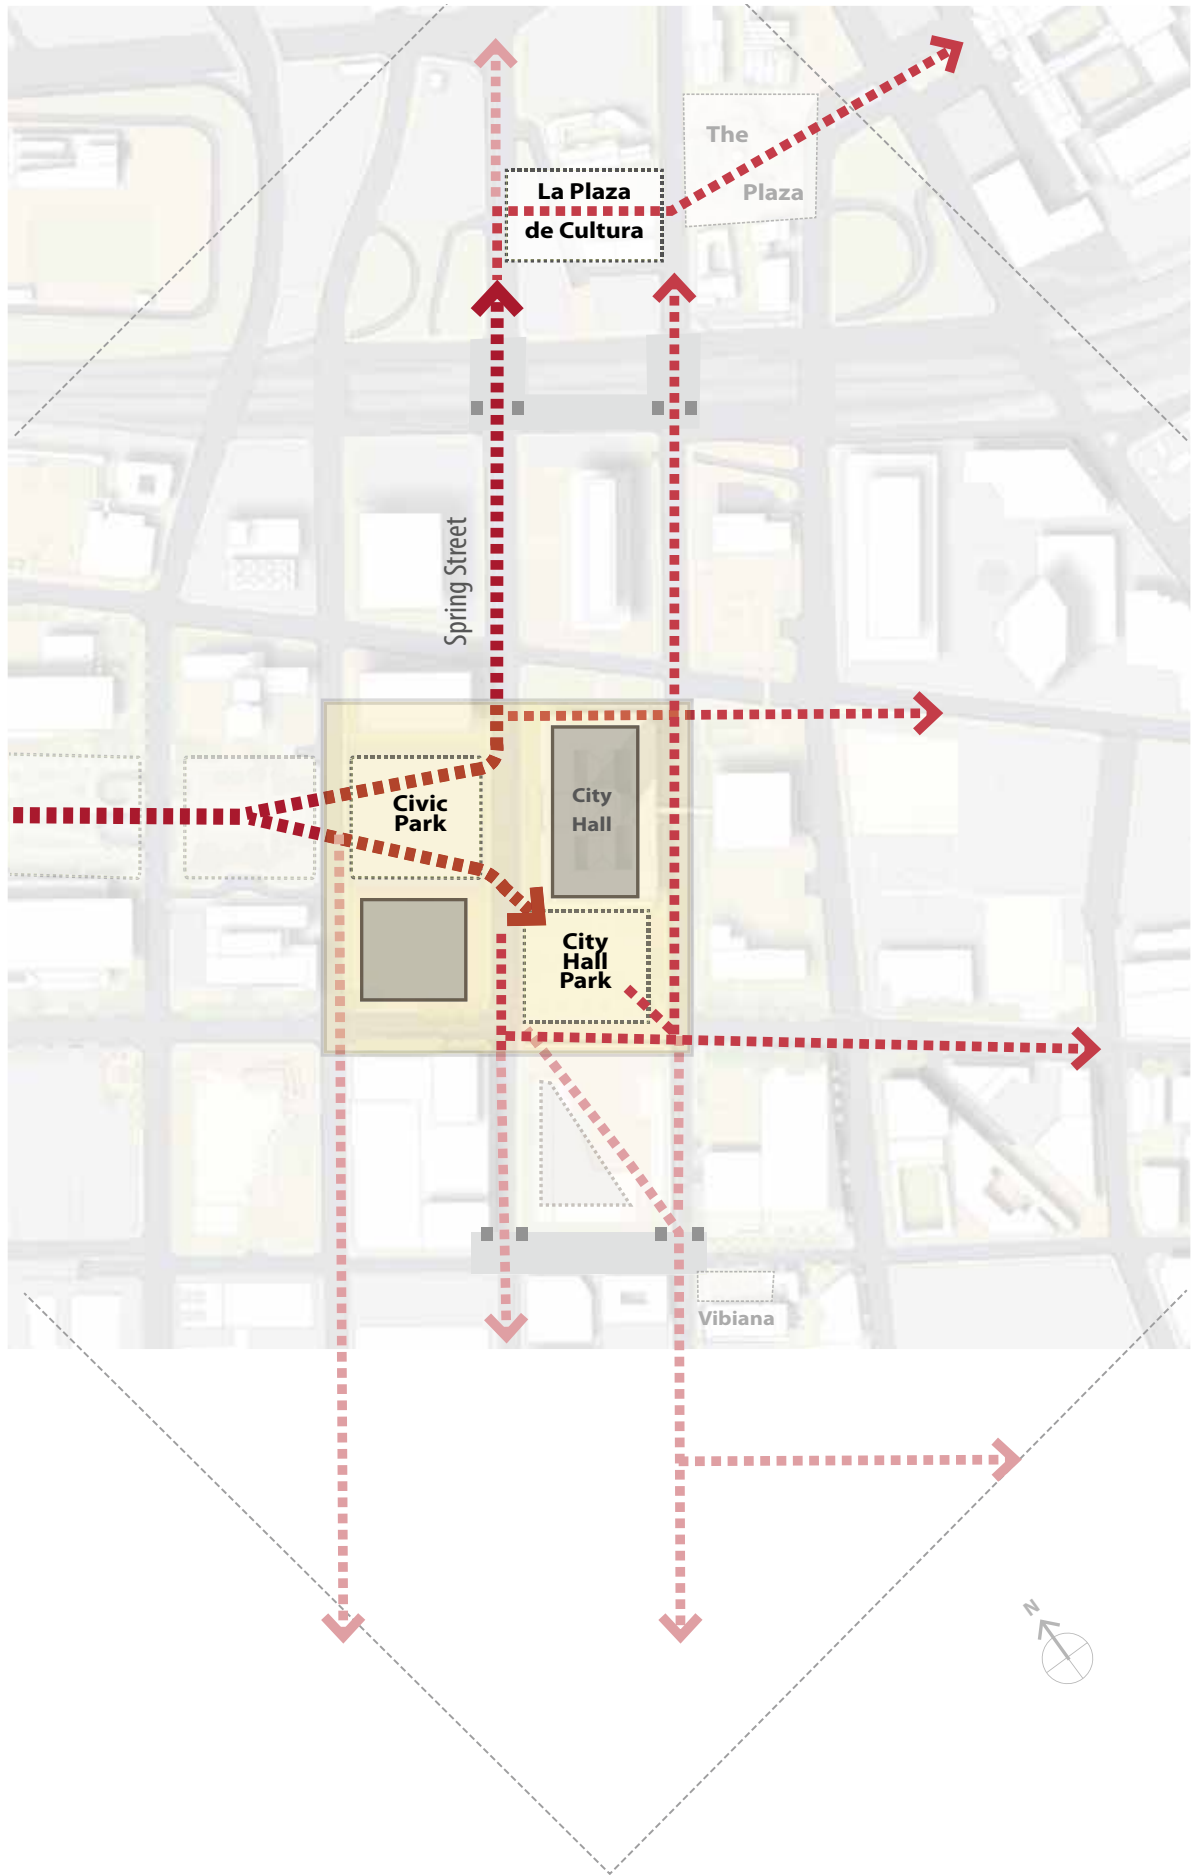 The
Plaza
La Plaza
de Cultura
Spring Street
Civic
Park
City
Hall
City
Hall
Park
Vibiana
N